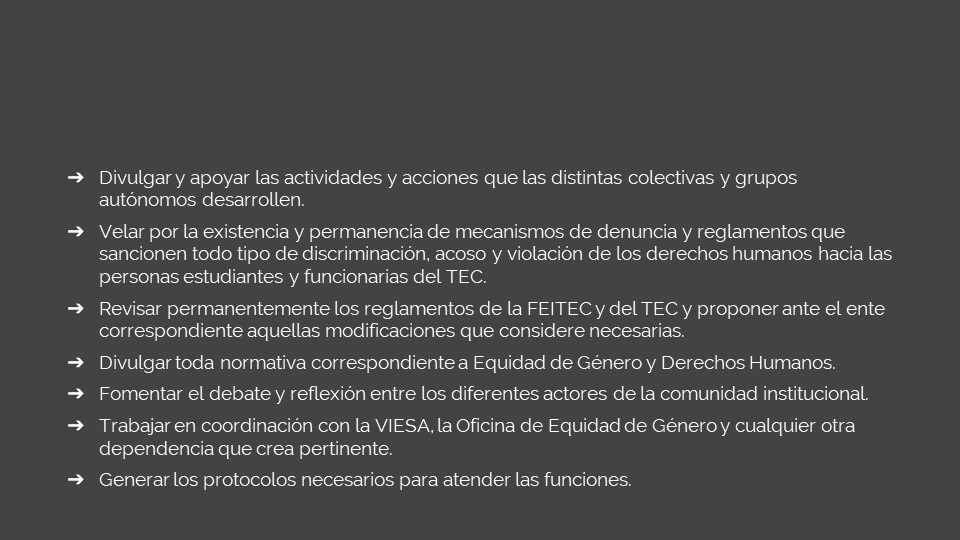 ➔ Divulgar y apoyar las actividades y acciones que las distintas colectivas y grupos
autónomos desarrollen.
➔ Velar por la existencia y permanencia de mecanismos de denuncia y reglamentos que
sancionen todo tipo de discriminación, acoso y violación de los derechos humanos hacia las
personas estudiantes y funcionarias del TEC.
➔ Revisar permanentemente los reglamentos de la FEITEC y del TEC y proponer ante el ente
correspondiente aquellas modificaciones que considere necesarias.
➔ Divulgar toda normativa correspondiente a Equidad de Género y Derechos Humanos.
➔ Fomentar el debate y reflexión entre los diferentes actores de la comunidad institucional.
➔ Trabajar en coordinación con la VIESA, la Oficina de Equidad de Género y cualquier otra
dependencia que crea pertinente.
➔ Generar los protocolos necesarios para atender las funciones.